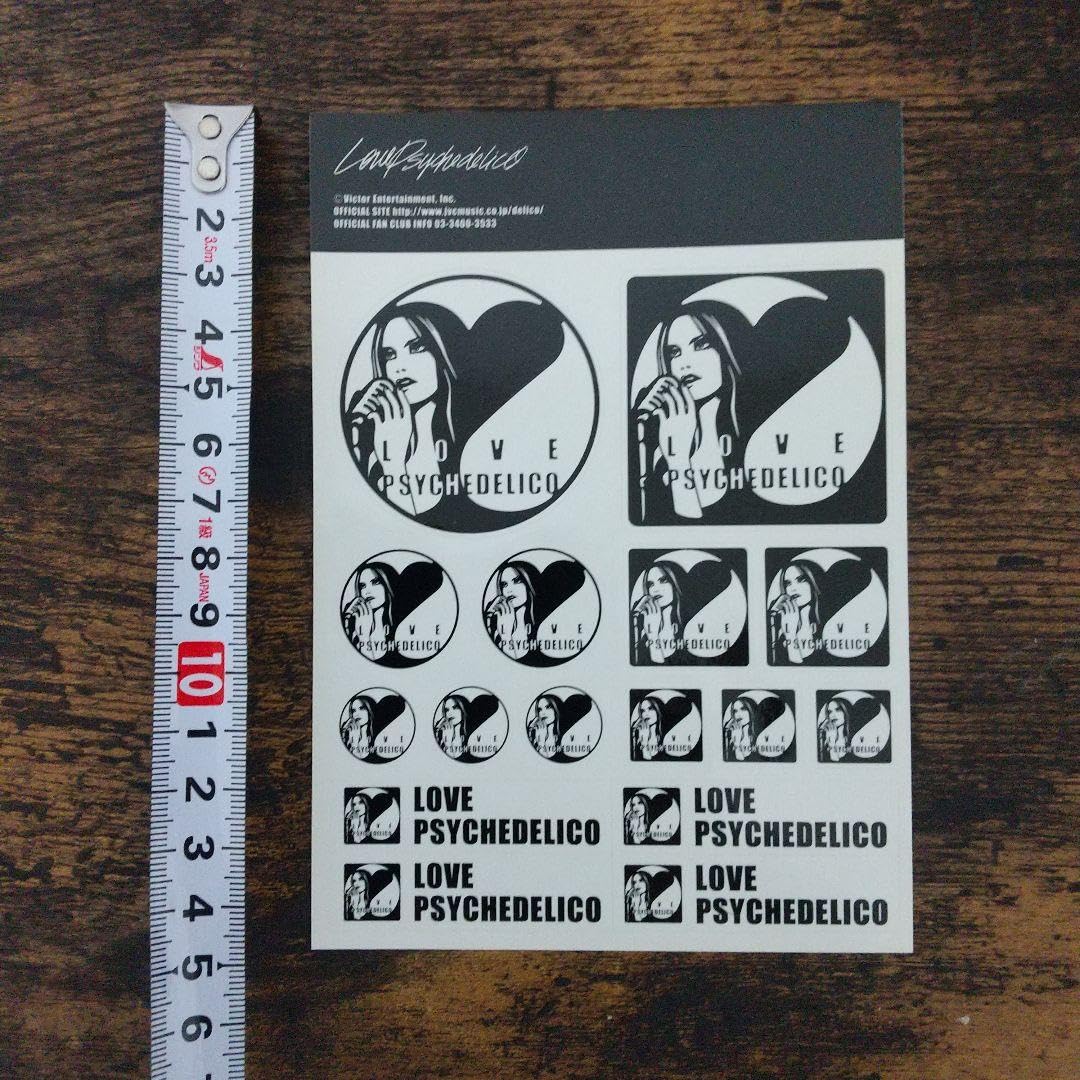 LovePsychedelico
© Victor Entertainment, Inc.
OFFICIAL SITE http://www.jvcmusic.co.jp/delico/
OFFICIAL FAN CLUB INFO 03-3460-3533
LOVE
PSYCHEDELICO
LOVE
PSYCHEDELICO
LOVE
PSYCHEDELICO
LOVE
PSYCHEDELICO
LOVE
PSYCHEDELICO
LOVE
PSYCHEDELICO
LOVE
PSYCHEDELICO
LOVE
PSYCHEDELICO
LOVE
PSYCHEDELICO
LOVE
PSYCHEDELICO
LOVE
PSYCHEDELICO
LOVE
PSYCHEDELICO
LOVE
PSYCHEDELICO
LOVE
PSYCHEDELICO
LOVE
PSYCHEDELICO
LOVE
PSYCHEDELICO
2
3.5m
3
4
5
6
7
1級
8
JAPAN
9
10
1
2
3
4
5
6